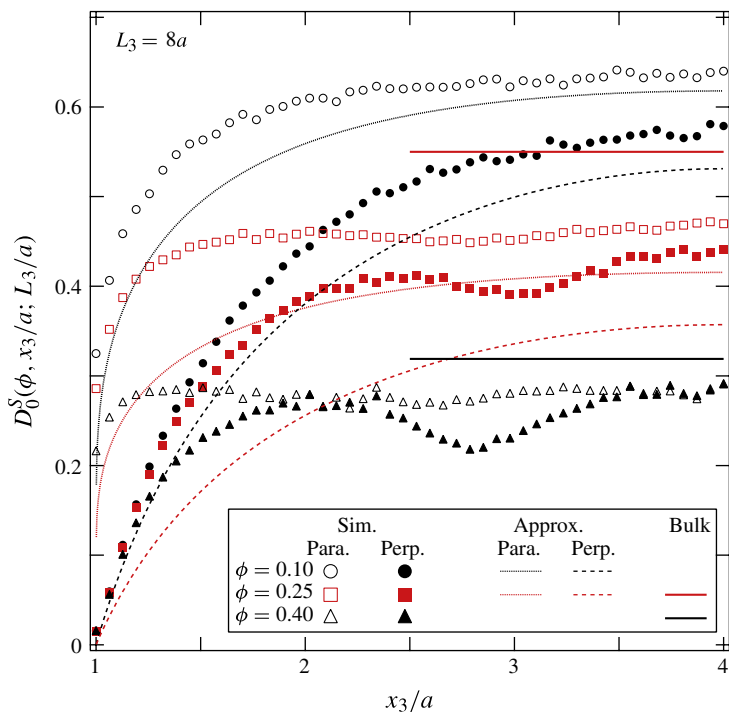 L₃ = 8a
0.6
0.4
0.2
0
D₀ˢ(ϕ, x₃/a; L₃/a)
Sim. Approx. Bulk
Para. Perp. Para. Perp.
ϕ = 0.10
ϕ = 0.25
ϕ = 0.40
1 2 3 4
x₃/a